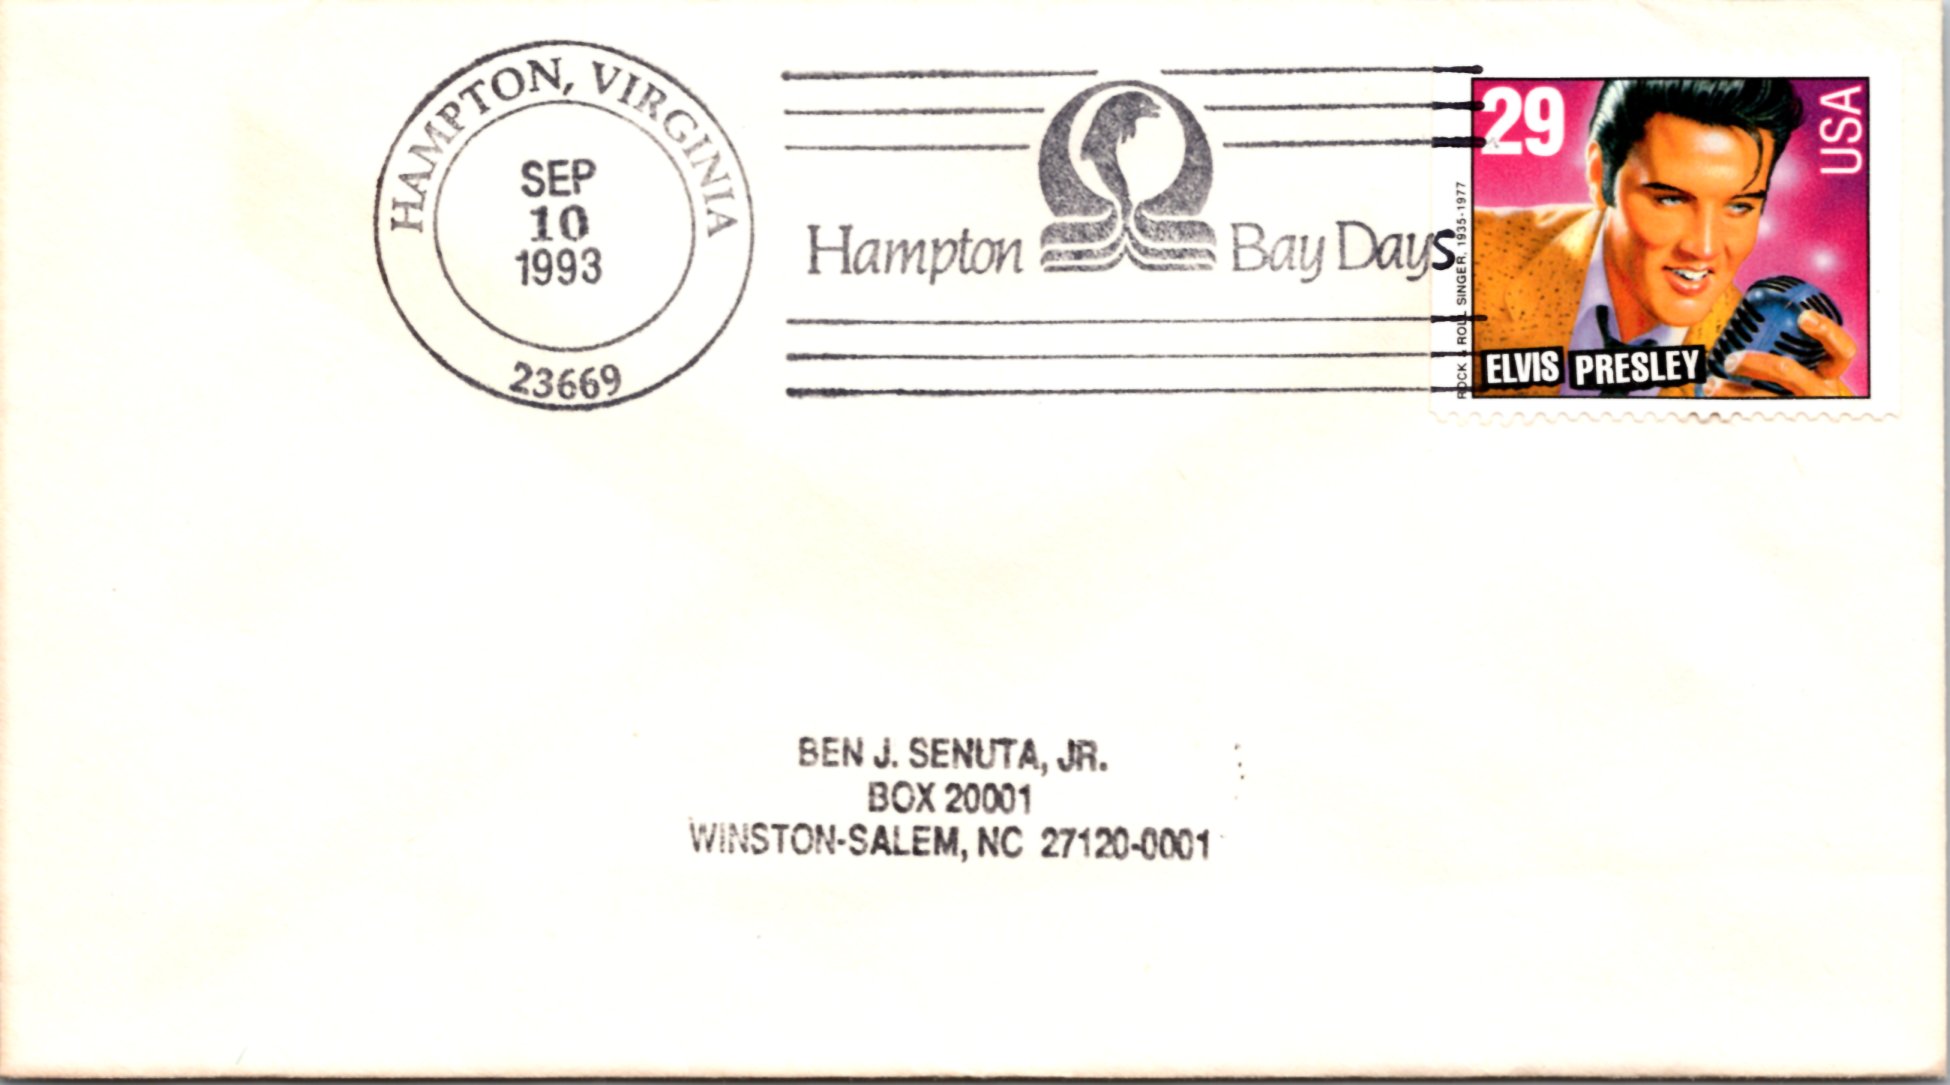 HAMPTON, VIRGINIA
SEP
10
1993
23669
Hampton Bay Days
29
USA
ROCK & ROLL SINGER, 1935-1977
ELVIS PRESLEY
BEN J. SENUTA, JR.
BOX 20001
WINSTON-SALEM, NC 27120-0001